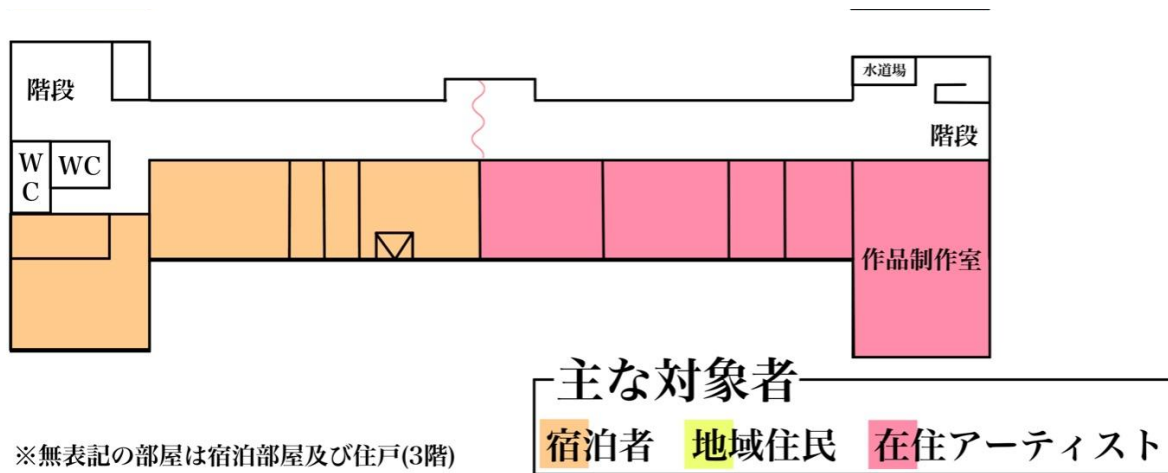 水道場
階段
階段
W
C
WC
作品制作室
主な対象者
宿泊者 地域住民 在住アーティスト
※無表記の部屋は宿泊部屋及び住戸(3階)